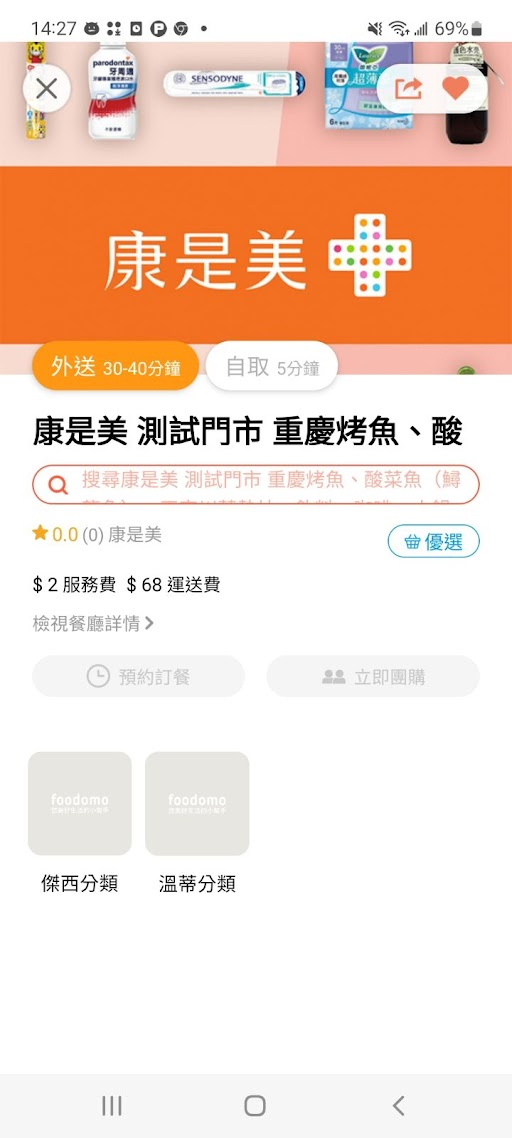 14:27
69%
parodontax
牙周適
SENSODYNE
Laurier
超薄
6片
康是美
外送 30-40分鐘
自取 5分鐘
康是美 測試門市 重慶烤魚、酸
搜尋康是美 測試門市 重慶烤魚、酸菜魚（鱘
0.0 (0) 康是美
優選
$ 2 服務費 $ 68 運送費
檢視餐廳詳情
預約訂餐
立即團購
foodomo
foodomo
傑西分類
溫蒂分類